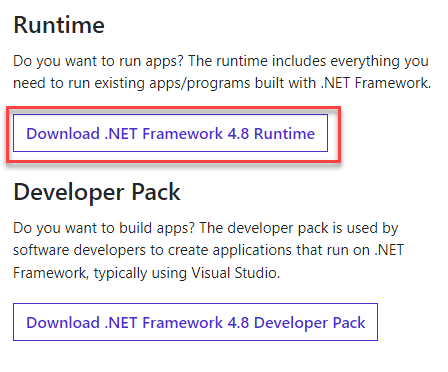 Runtime
Do you want to run apps? The runtime includes everything you
need to run existing apps/programs built with .NET Framework.
Download .NET Framework 4.8 Runtime
Developer Pack
Do you want to build apps? The developer pack is used by
software developers to create applications that run on .NET
Framework, typically using Visual Studio.
Download .NET Framework 4.8 Developer Pack